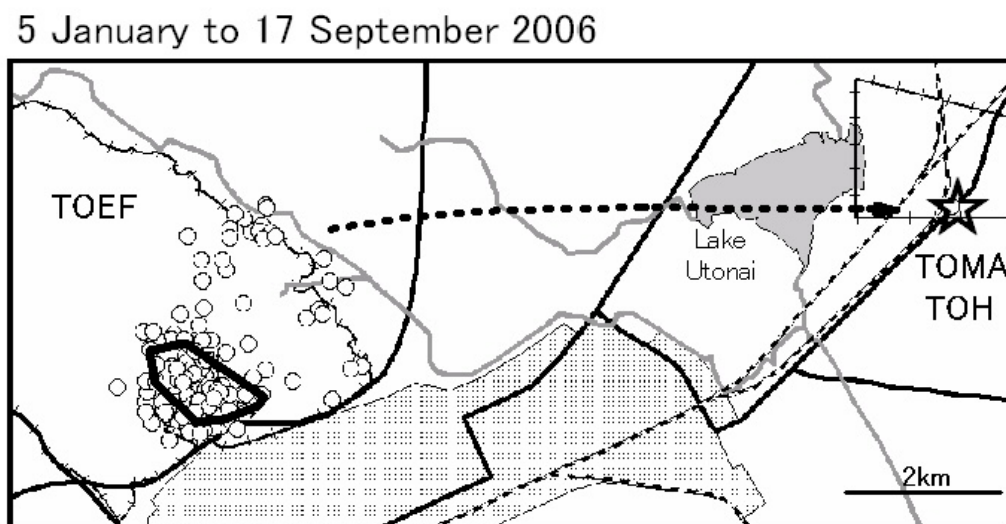 5 January to 17 September 2006
TOEF
Lake
Utonai
TOMA
TOH
2km